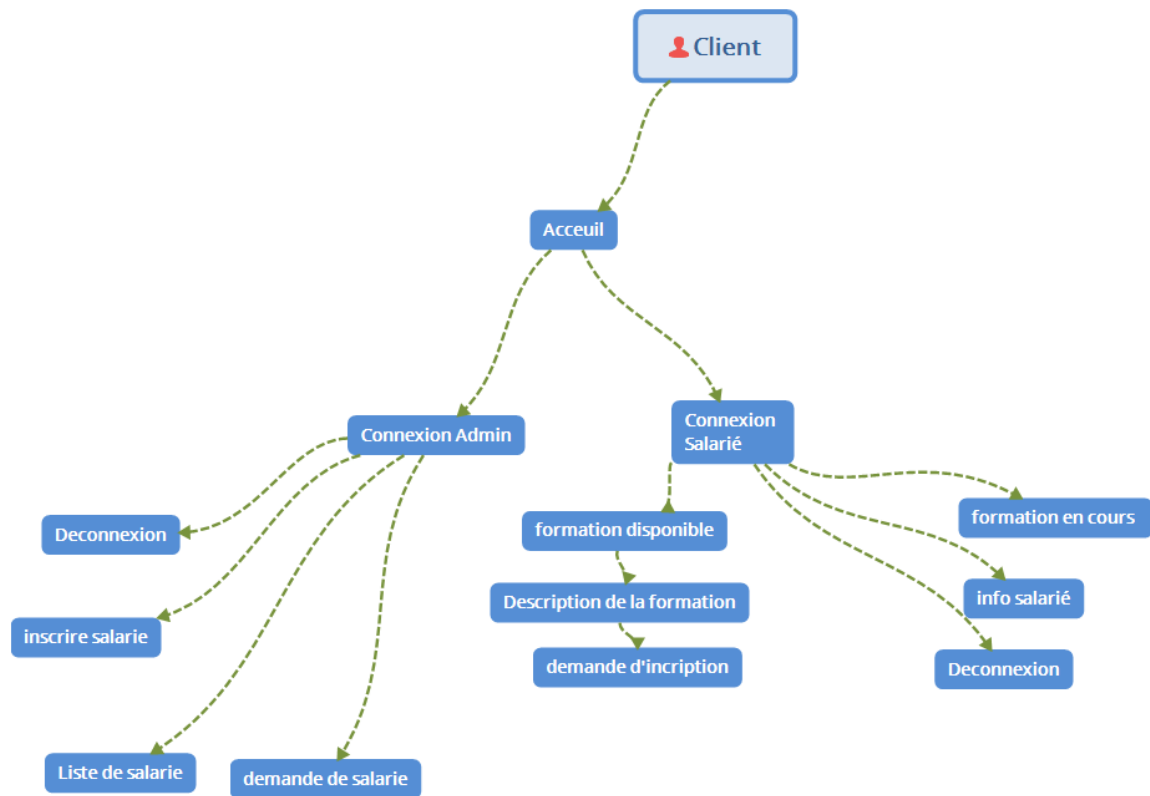 Client
Acceuil
Connexion Admin
Connexion
Salarié
Deconnexion
inscrire salarie
Liste de salarie
demande de salarie
formation disponible
Description de la formation
demande d'incription
formation en cours
info salarié
Deconnexion